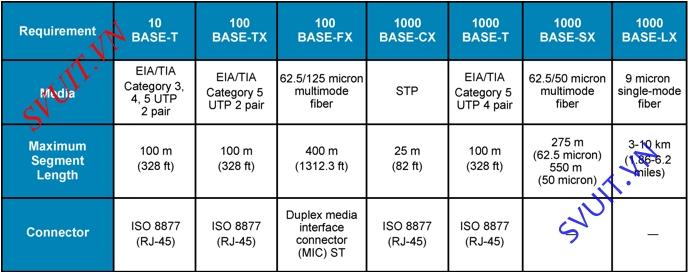 Requirement
10
BASE-T
100
BASE-TX
100
BASE-FX
1000
BASE-CX
1000
BASE-T
1000
BASE-SX
1000
BASE-LX
Media
EIA/TIA
Category 3,
4, 5 UTP
2 pair
EIA/TIA
Category 5
UTP 2 pair
62.5/125 micron
multimode
fiber
STP
EIA/TIA
Category 5
UTP 4 pair
62.5/50 micron
multimode
fiber
9 micron
single-mode
fiber
Maximum
Segment
Length
100 m
(328 ft)
100 m
(328 ft)
400 m
(1312.3 ft)
25 m
(82 ft)
100 m
(328 ft)
275 m
(62.5 micron)
550 m
(50 micron)
3-10 km
(1.86-6.2
miles)
Connector
ISO 8877
(RJ-45)
ISO 8877
(RJ-45)
Duplex media
interface
connector
(MIC) ST
ISO 8877
(RJ-45)
ISO 8877
(RJ-45)
—
—
SVUIT.VN
SVUIT.VN